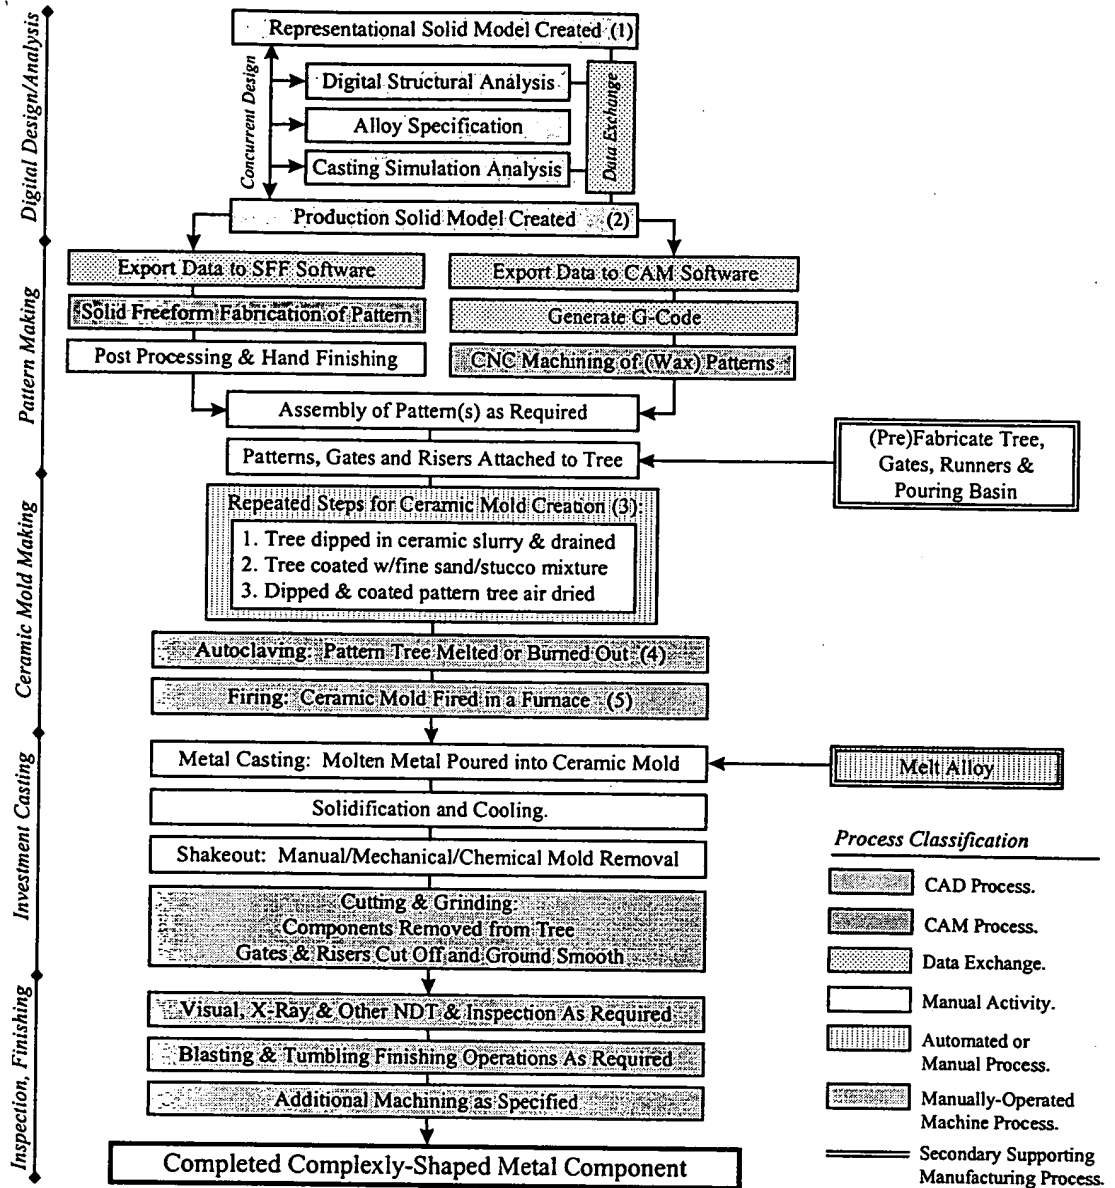 Digital Design/Analysis
Representational Solid Model Created (1)
Concurrent Design
Digital Structural Analysis
Alloy Specification
Casting Simulation Analysis
Data Exchange
Production Solid Model Created (2)
Pattern Making
Export Data to SFF Software
Solid Freeform Fabrication of Pattern
Post Processing & Hand Finishing
Export Data to CAM Software
Generate G-Code
CNC Machining of (Wax) Patterns
Assembly of Pattern(s) as Required
Patterns, Gates and Risers Attached to Tree
(Pre)Fabricate Tree,
Gates, Runners &
Pouring Basin
Ceramic Mold Making
Repeated Steps for Ceramic Mold Creation (3):
1. Tree dipped in ceramic slurry & drained
2. Tree coated w/fine sand/stucco mixture
3. Dipped & coated pattern tree air dried
Autoclaving: Pattern Tree Melted or Burned Out (4)
Firing: Ceramic Mold Fired in a Furnace (5)
Investment Casting
Metal Casting: Molten Metal Poured into Ceramic Mold
Melt Alloy
Solidification and Cooling.
Shakeout: Manual/Mechanical/Chemical Mold Removal
Cutting & Grinding:
Components Removed from Tree
Gates & Risers Cut Off and Ground Smooth
Inspection, Finishing
Visual, X-Ray & Other NDT & Inspection As Required
Blasting & Tumbling Finishing Operations As Required
Additional Machining as Specified
Completed Complexly-Shaped Metal Component
Process Classification
CAD Process.
CAM Process.
Data Exchange.
Manual Activity.
Automated or
Manual Process.
Manually-Operated
Machine Process.
Secondary Supporting
Manufacturing Process.